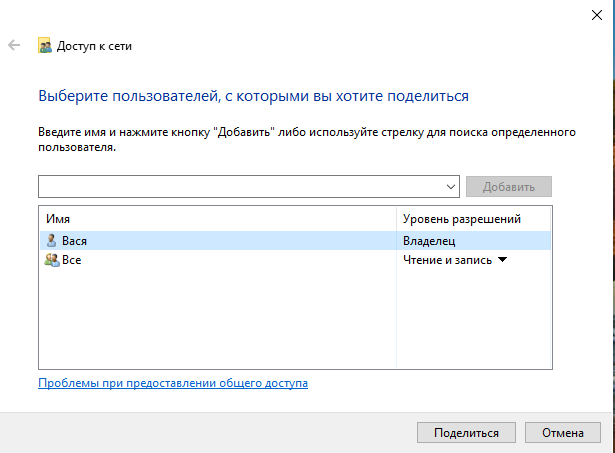 Доступ к сети
Выберите пользователей, с которыми вы хотите поделиться
Введите имя и нажмите кнопку "Добавить" либо используйте стрелку для поиска определенного
пользователя.
Добавить
Имя Уровень разрешений
Вася Владелец
Все Чтение и запись
Проблемы при предоставлении общего доступа
Поделиться Отмена